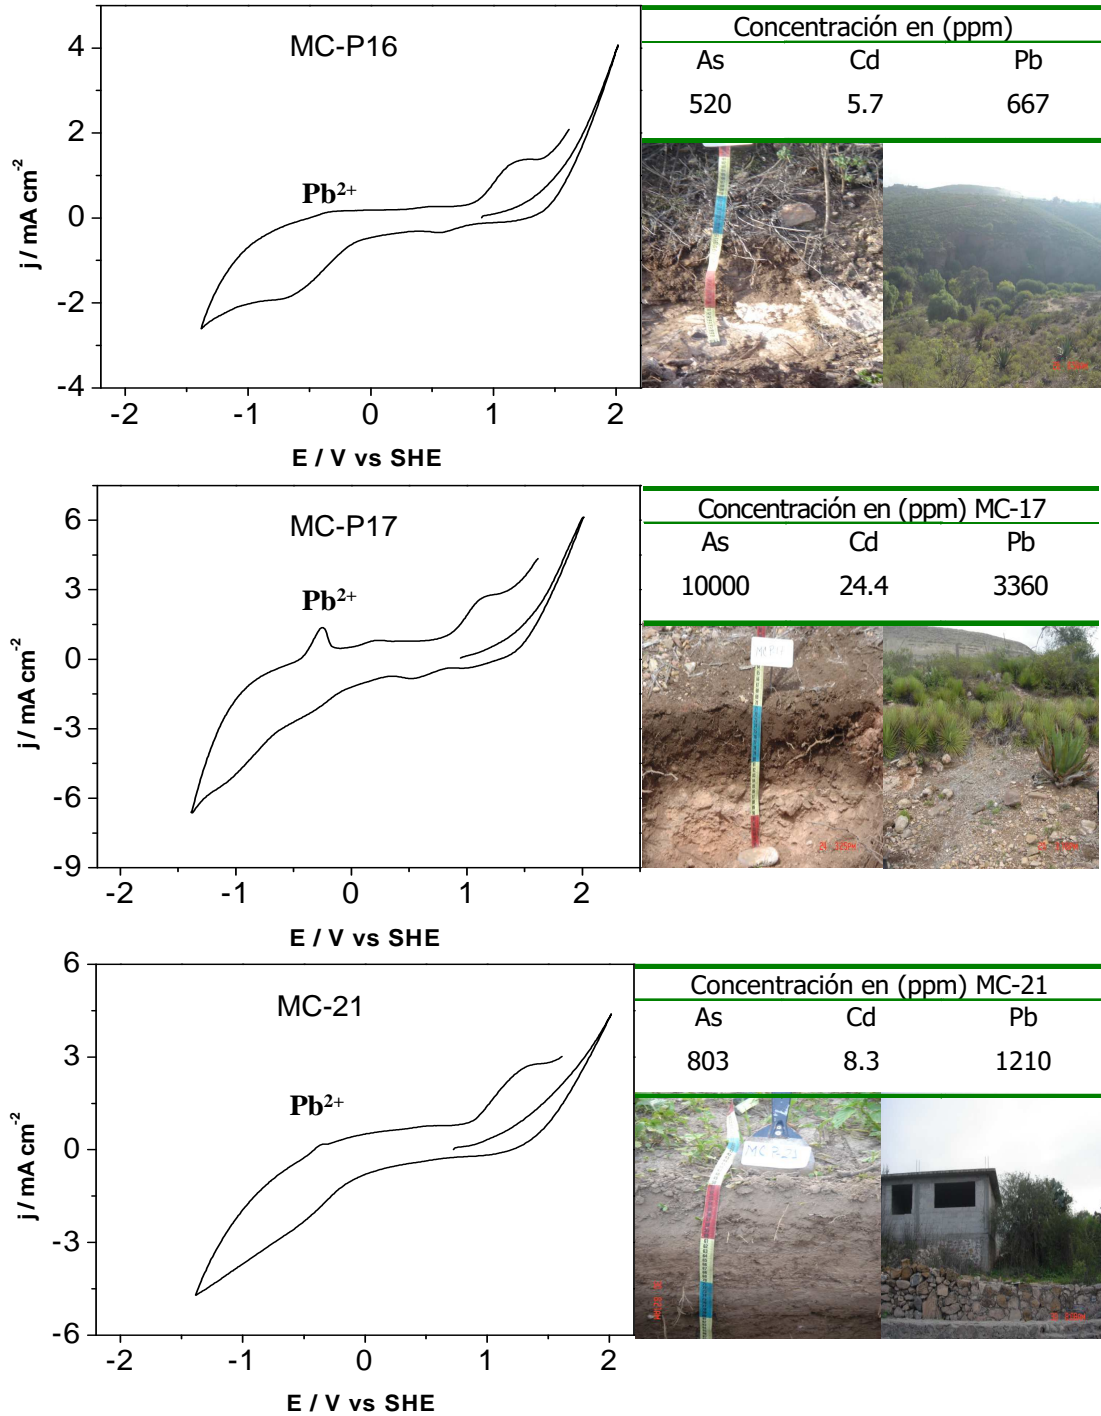 MC-P16
Pb2+
j / mA cm-2
4
2
0
-2
-4
-2 -1 0 1 2
E / V vs SHE
Concentración en (ppm)
As Cd Pb
520 5.7 667
MC-P17
Pb2+
j / mA cm-2
6
3
0
-3
-6
-9
-2 -1 0 1 2
E / V vs SHE
Concentración en (ppm) MC-17
As Cd Pb
10000 24.4 3360
MC-21
Pb2+
j / mA cm-2
6
3
0
-3
-6
-2 -1 0 1 2
E / V vs SHE
Concentración en (ppm) MC-21
As Cd Pb
803 8.3 1210